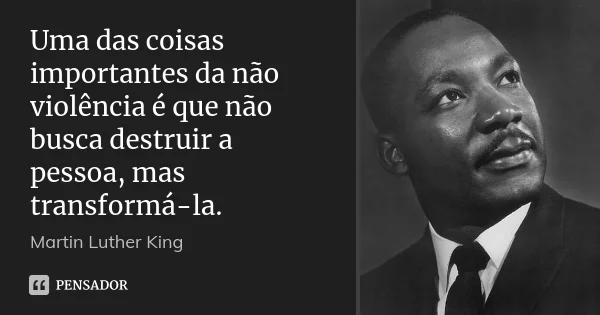 Uma das coisas
importantes da não
violência é que não
busca destruir a
pessoa, mas
transformá-la.
Martin Luther King
PENSADOR